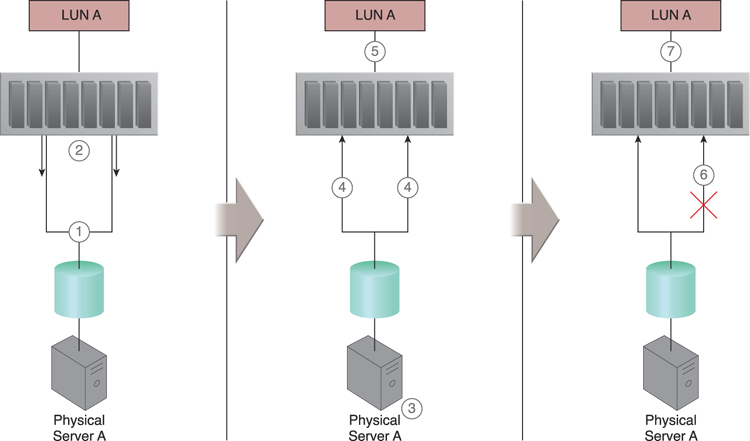 LUN A
2
1
Physical
Server A
LUN A
5
4
4
3
Physical
Server A
LUN A
7
6
Physical
Server A